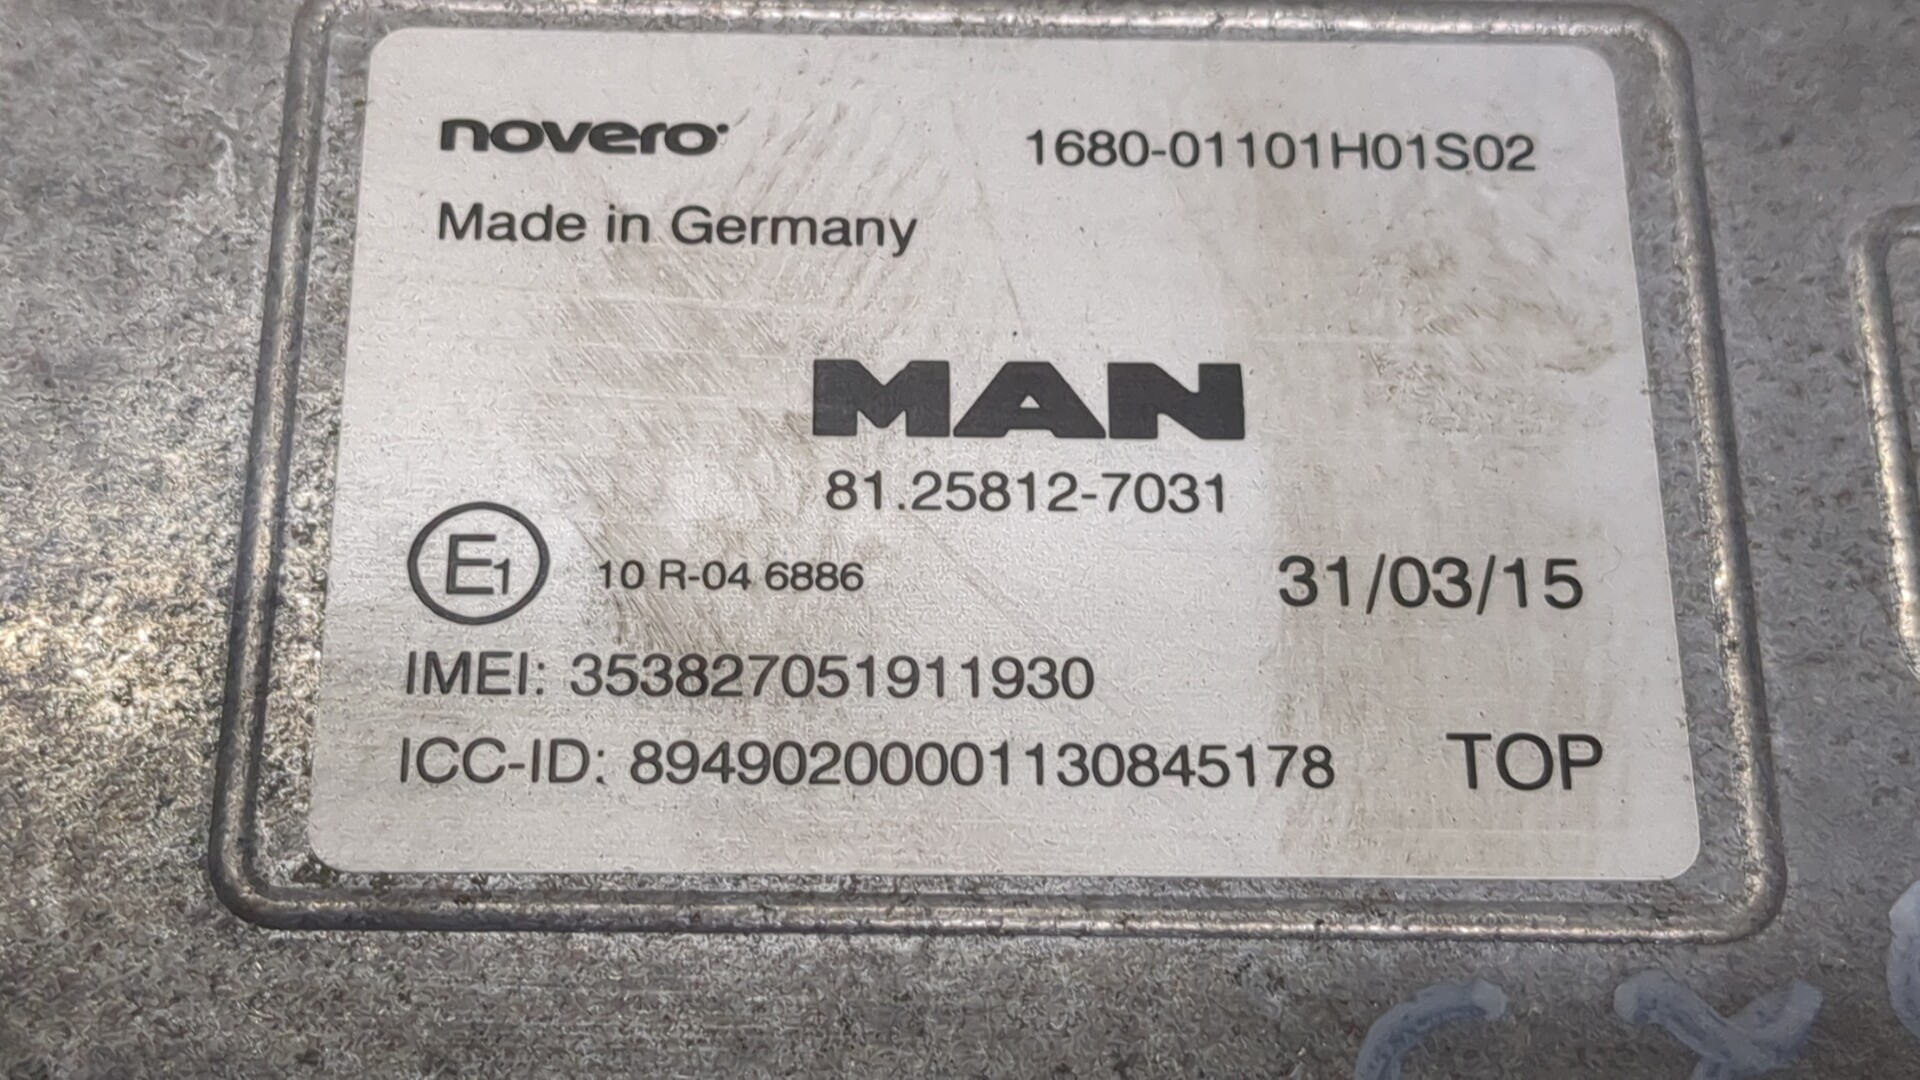 novero
1680-01101H01S02
Made in Germany
MAN
81.25812-7031
E1
10 R-04 6886
31/03/15
IMEI: 353827051911930
ICC-ID: 89490200001130845178
TOP